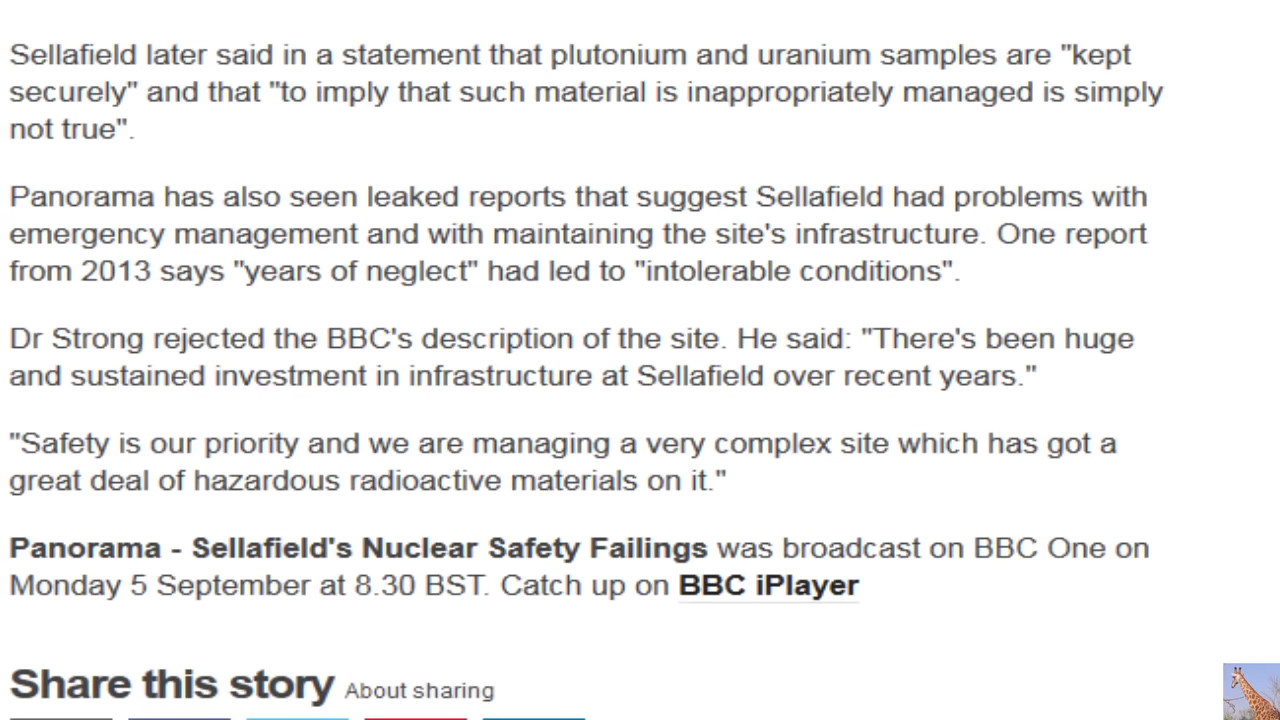 Sellafield later said in a statement that plutonium and uranium samples are "kept
securely" and that "to imply that such material is inappropriately managed is simply
not true".
Panorama has also seen leaked reports that suggest Sellafield had problems with
emergency management and with maintaining the site's infrastructure. One report
from 2013 says "years of neglect" had led to "intolerable conditions".
Dr Strong rejected the BBC's description of the site. He said: "There's been huge
and sustained investment in infrastructure at Sellafield over recent years."
"Safety is our priority and we are managing a very complex site which has got a
great deal of hazardous radioactive materials on it."
Panorama - Sellafield's Nuclear Safety Failings was broadcast on BBC One on
Monday 5 September at 8.30 BST. Catch up on BBC iPlayer
Share this story About sharing